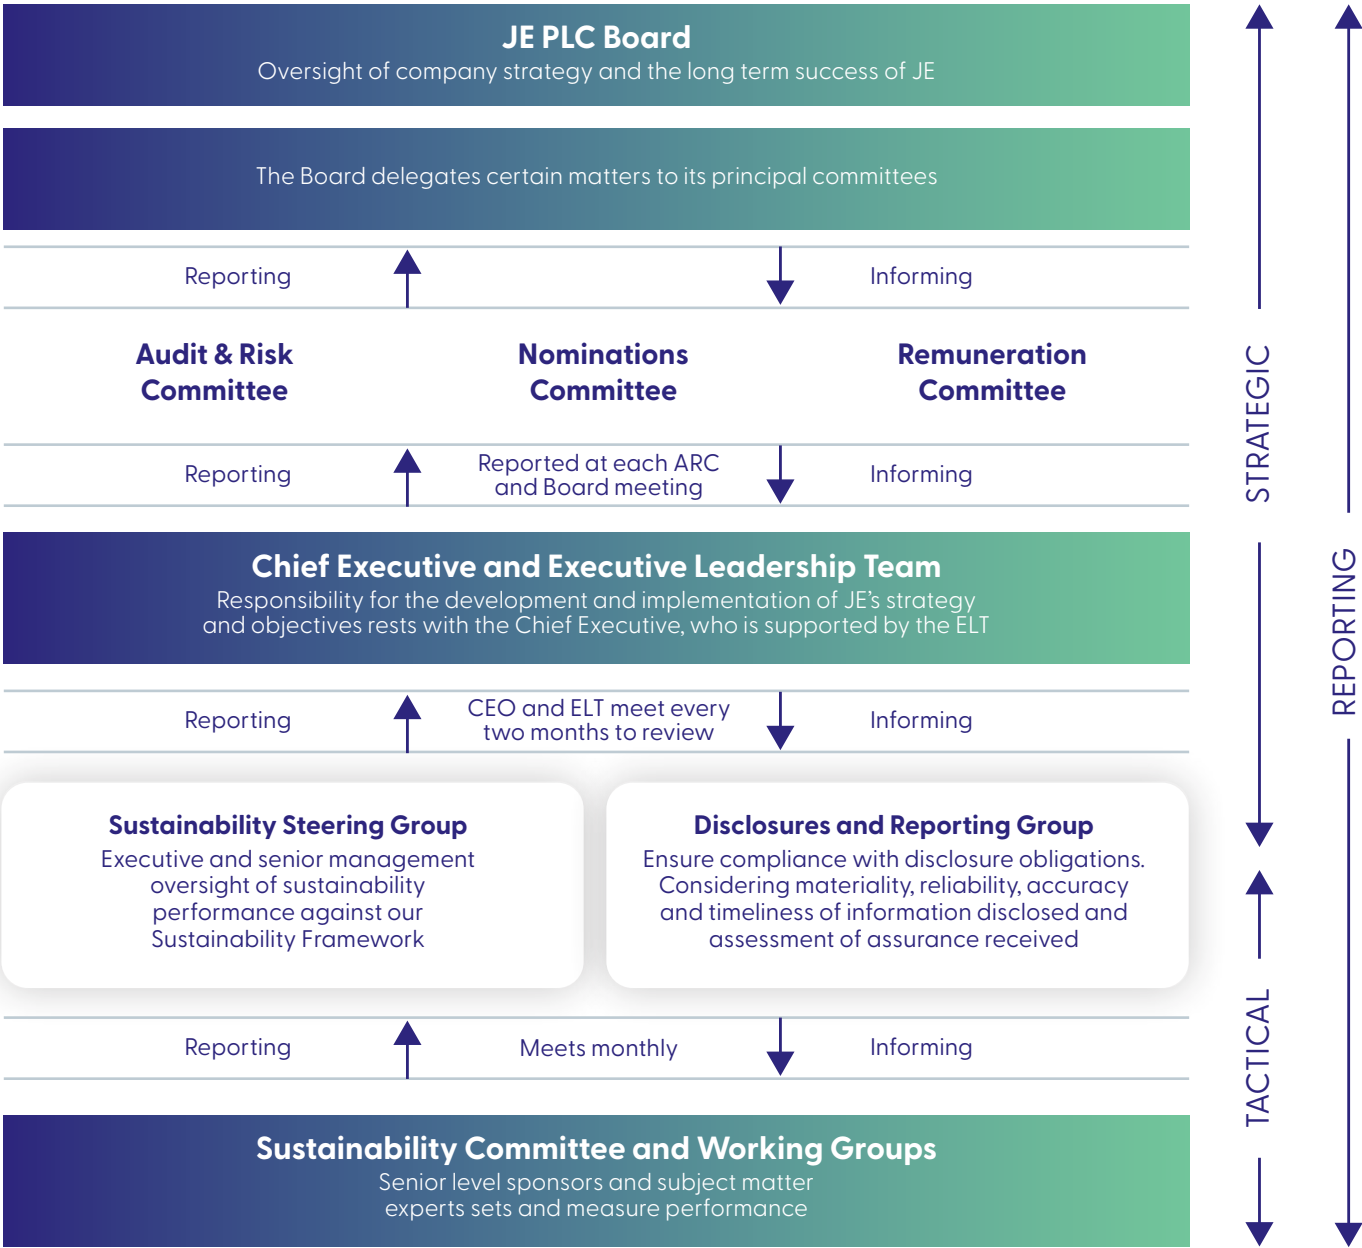 JE PLC Board
Oversight of company strategy and the long term success of JE
The Board delegates certain matters to its principal committees
Reporting
Informing
Audit & Risk
Committee
Nominations
Committee
Remuneration
Committee
Reporting
Reported at each ARC
and Board meeting
Informing
Chief Executive and Executive Leadership Team
Responsibility for the development and implementation of JE’s strategy
and objectives rests with the Chief Executive, who is supported by the ELT
Reporting
CEO and ELT meet every
two months to review
Informing
Sustainability Steering Group
Executive and senior management
oversight of sustainability
performance against our
Sustainability Framework
Disclosures and Reporting Group
Ensure compliance with disclosure obligations.
Considering materiality, reliability, accuracy
and timeliness of information disclosed and
assessment of assurance received
Reporting
Meets monthly
Informing
Sustainability Committee and Working Groups
Senior level sponsors and subject matter
experts sets and measure performance
STRATEGIC
TACTICAL
REPORTING